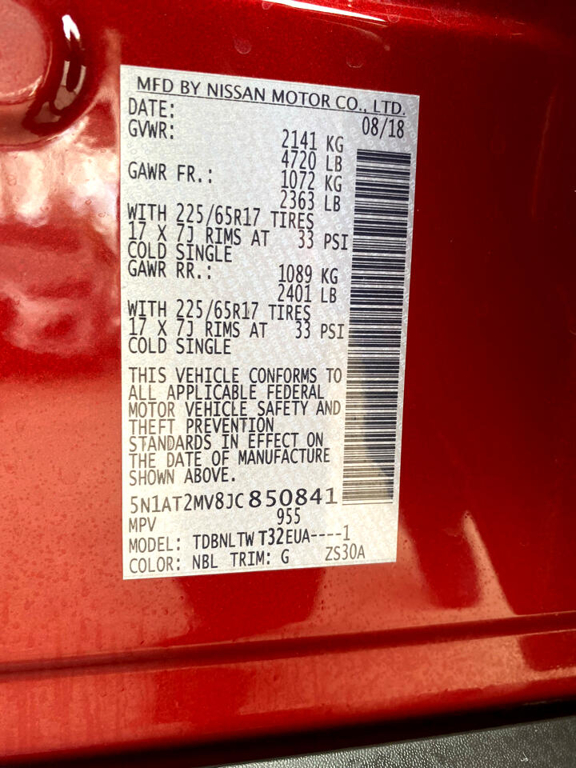 MFD BY NISSAN MOTOR CO., LTD.
DATE: 08/18
GVWR: 2141 KG
4720 LB
GAWR FR.: 1072 KG
2363 LB
WITH 225/65R17 TIRES
17 X 7J RIMS AT 33 PSI
COLD SINGLE
GAWR RR.: 1089 KG
2401 LB
WITH 225/65R17 TIRES
17 X 7J RIMS AT 33 PSI
COLD SINGLE
THIS VEHICLE CONFORMS TO
ALL APPLICABLE FEDERAL
MOTOR VEHICLE SAFETY AND
THEFT PREVENTION
STANDARDS IN EFFECT ON
THE DATE OF MANUFACTURE
SHOWN ABOVE.
5N1AT2MV8JC850841
MPV 955
MODEL: TDBNLTWT32EUA----1
COLOR: NBL TRIM: G ZS30A